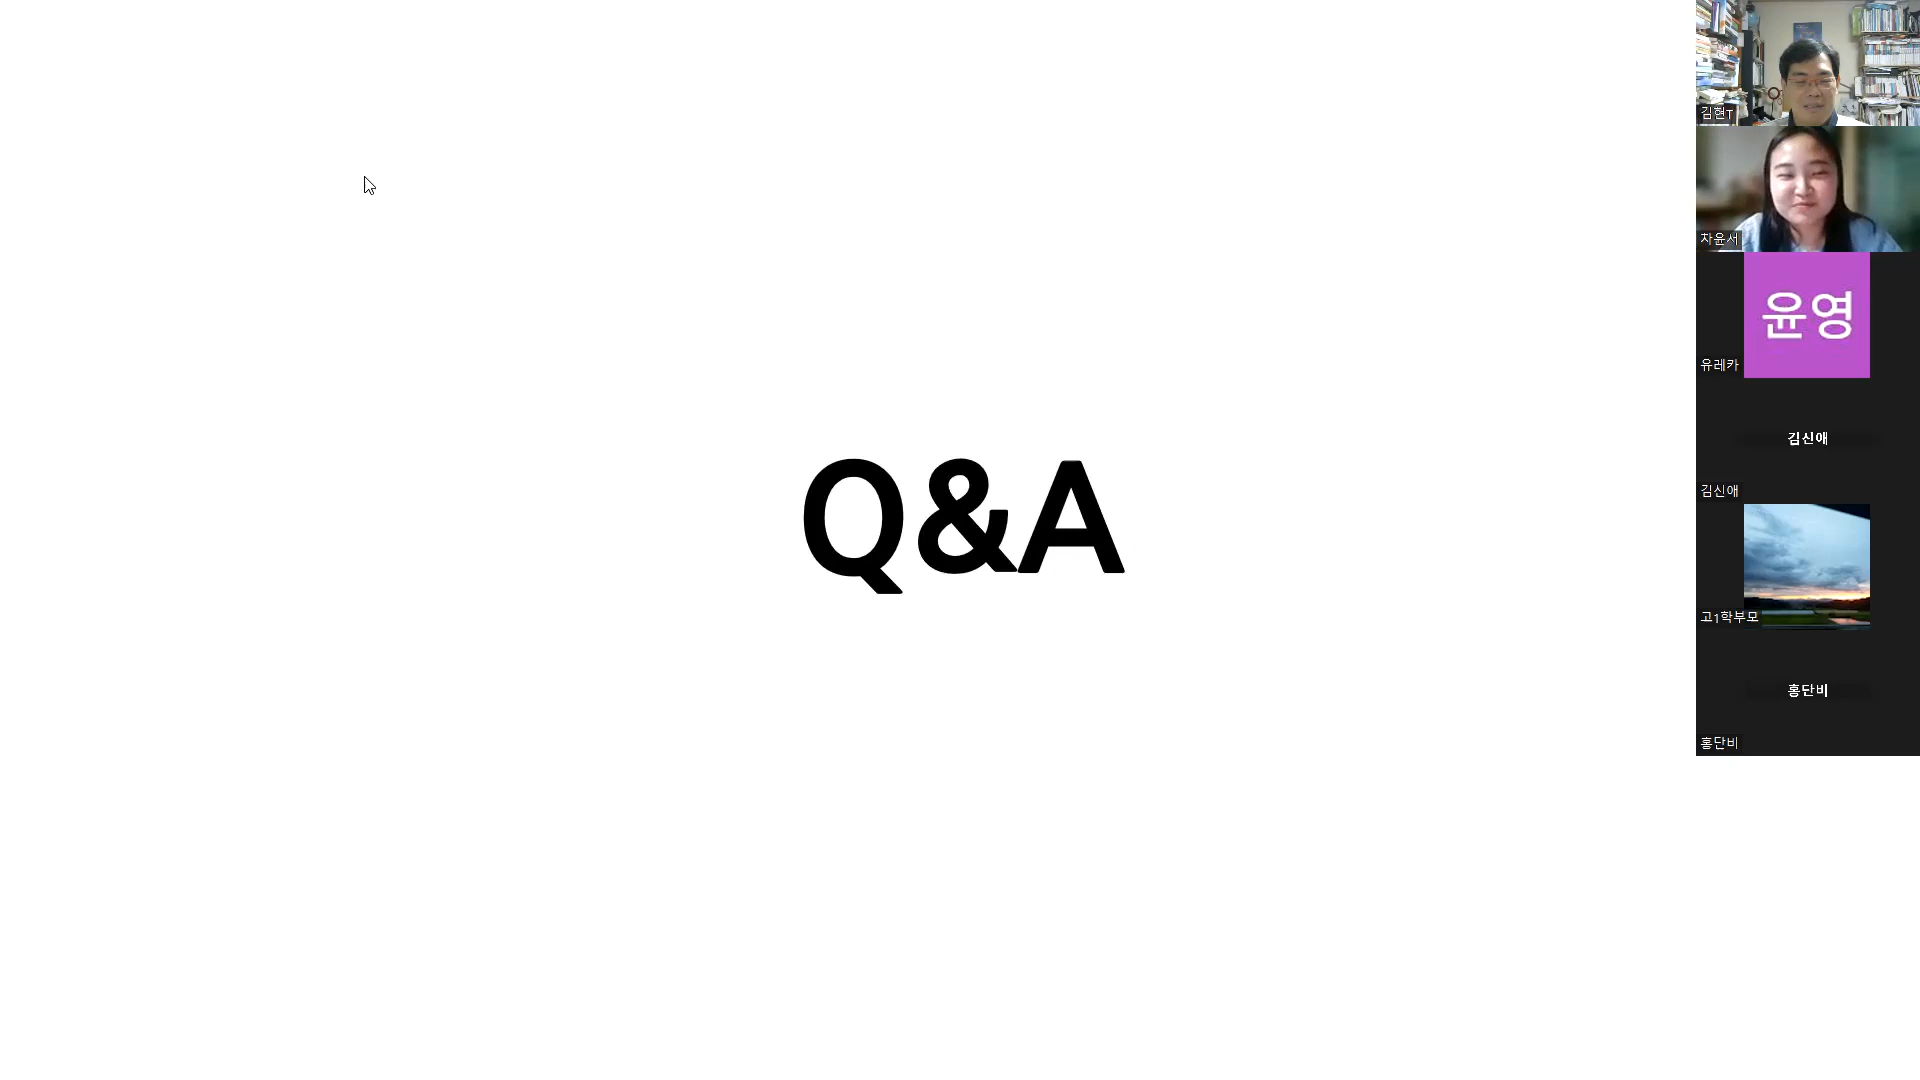 Q&A
김현T
차윤서
윤영
유레카
김신애
김신애
고1학부모
홍단비
홍단비